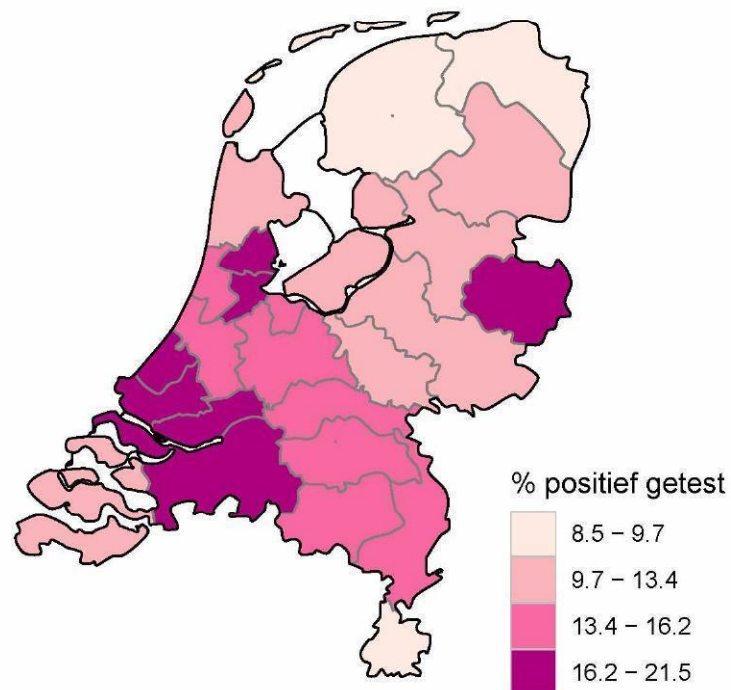 % positief getest
8.5 − 9.7
9.7 − 13.4
13.4 − 16.2
16.2 − 21.5